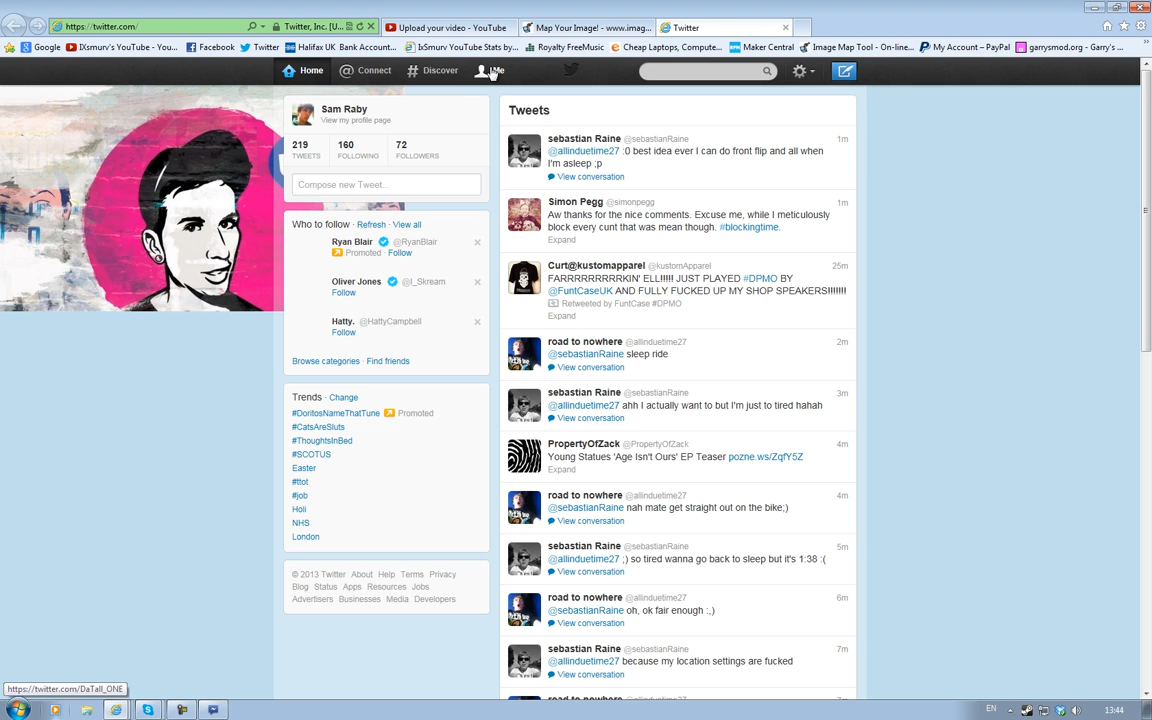 https://twitter.com/
Twitter, Inc. [U...
Upload your video - YouTube
Map Your Image! - www.imag...
Twitter
Google
IXsmurv's YouTube - You...
Facebook
Twitter
Halifax UK Bank Account...
IxSmurv YouTube Stats by...
Royalty FreeMusic
Cheap Laptops, Compute...
Maker Central
Image Map Tool - On-line...
My Account – PayPal
garrysmod.org - Garry's ...
Home
Connect
Discover
Me
Sam Raby
View my profile page
219
160
72
TWEETS
FOLLOWING
FOLLOWERS
Compose new Tweet...
Who to follow · Refresh · View all
Ryan Blair @RyanBlair
Promoted · Follow
Oliver Jones @I_Skream
Follow
Hatty. @HattyCampbell
Follow
Browse categories · Find friends
Trends · Change
#DoritosNameThatTune Promoted
#CatsAreSluts
#ThoughtsInBed
#SCOTUS
Easter
#ttot
#job
Holi
NHS
London
© 2013 Twitter About Help Terms Privacy
Blog Status Apps Resources Jobs
Advertisers Businesses Media Developers
Tweets
sebastian Raine @sebastianRaine 1m
@allinduetime27 :0 best idea ever I can do front flip and all when
I'm asleep ;p
View conversation
Simon Pegg @simonpegg 1m
Aw thanks for the nice comments. Excuse me, while I meticulously
block every cunt that was mean though. #blockingtime.
Expand
Curt@kustomapparel @kustomApparel 25m
FARRRRRRRRKIN' ELL!!!!! JUST PLAYED #DPMO BY
@FuntCaseUK AND FULLY FUCKED UP MY SHOP SPEAKERS!!!!!!!
Retweeted by FuntCase #DPMO
Expand
road to nowhere @allinduetime27 2m
@sebastianRaine sleep ride
View conversation
sebastian Raine @sebastianRaine 3m
@allinduetime27 ahh I actually want to but I'm just to tired hahah
View conversation
PropertyOfZack @PropertyOfZack 4m
Young Statues 'Age Isn't Ours' EP Teaser pozne.ws/ZqfY5Z
Expand
road to nowhere @allinduetime27 4m
@sebastianRaine nah mate get straight out on the bike;)
View conversation
sebastian Raine @sebastianRaine 5m
@allinduetime27 ;) so tired wanna go back to sleep but it's 1:38 :(
View conversation
road to nowhere @allinduetime27 6m
@sebastianRaine oh, ok fair enough :,)
View conversation
sebastian Raine @sebastianRaine 7m
@allinduetime27 because my location settings are fucked
View conversation
road to nowhere @allinduetime27
https://twitter.com/DaTall_ONE
EN
13:44